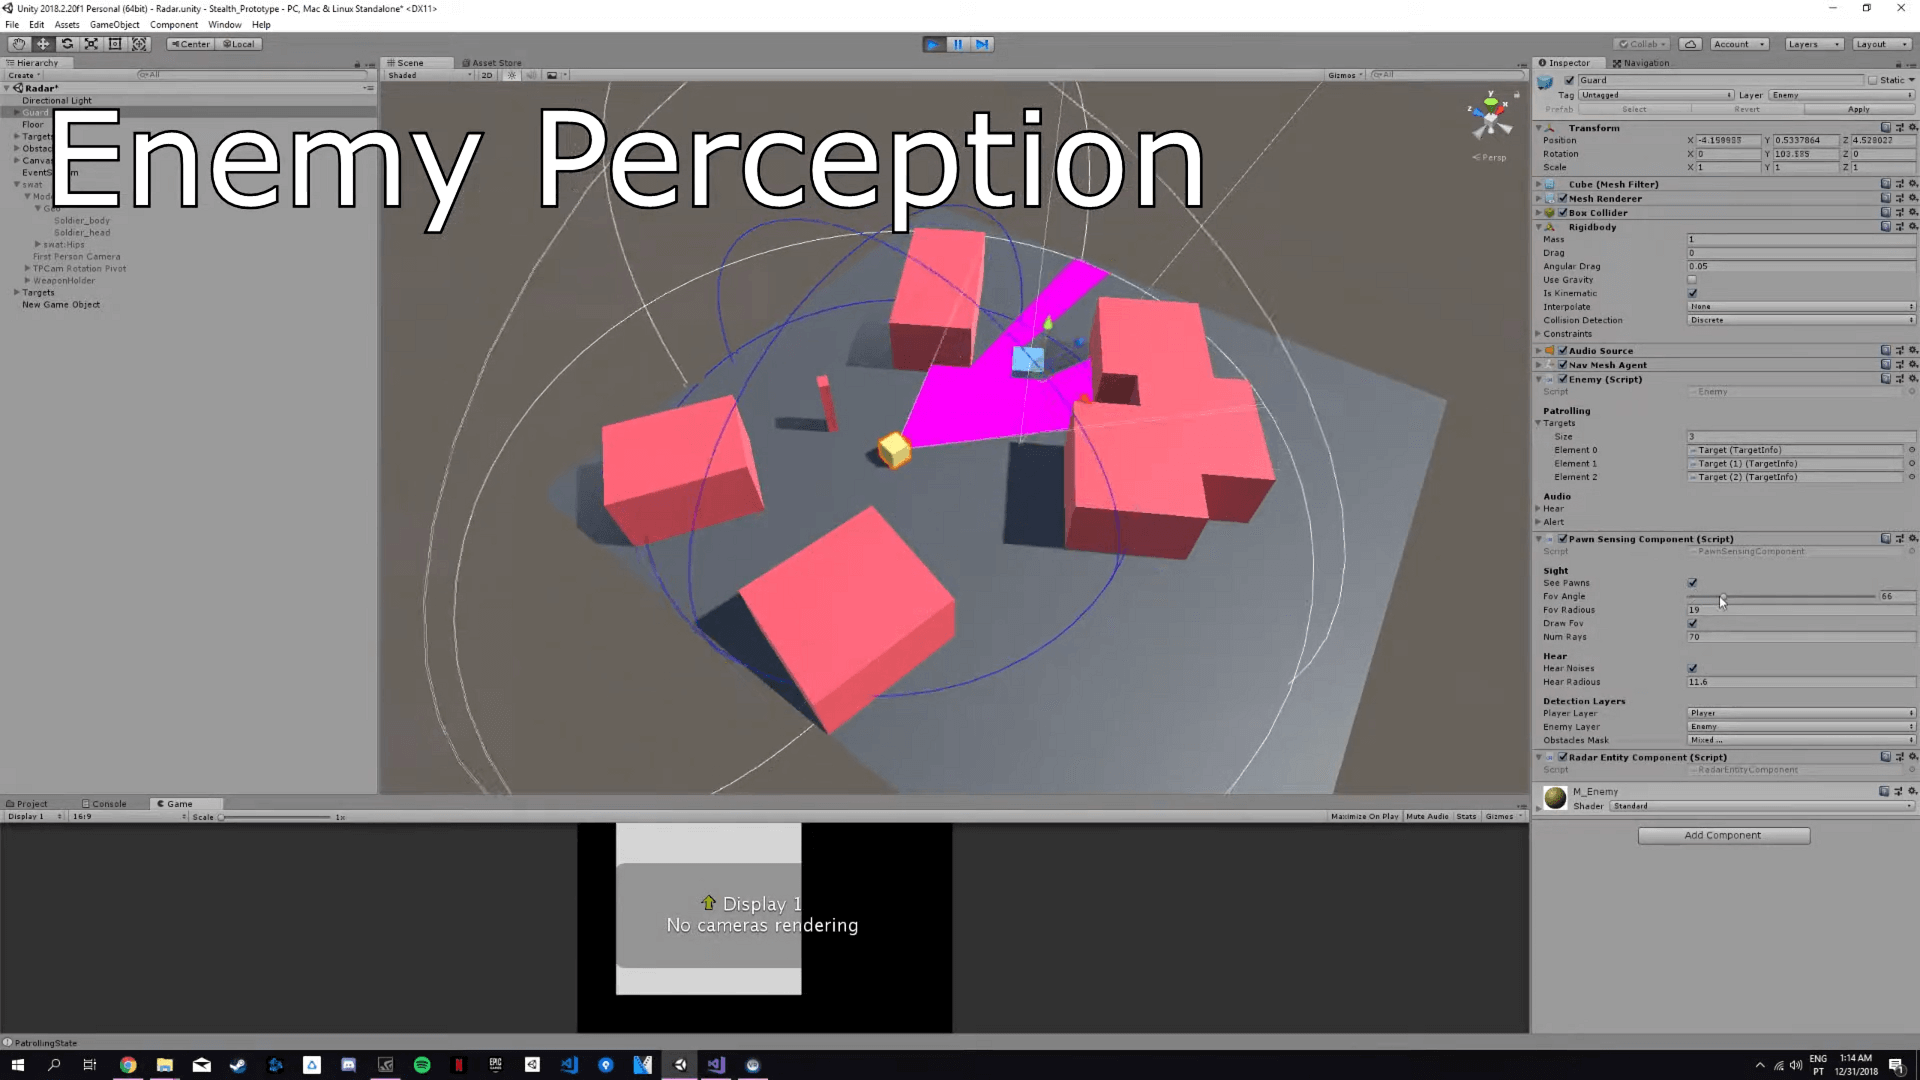 Unity 2018.2.20f1 Personal (64bit) - Radar.unity - Stealth_Prototype - PC, Mac & Linux Standalone* <DX11>
File Edit Assets GameObject Component Window Help
Center Local
Collab Account Layers Layout
Hierarchy
Create All
Radar*
Directional Light
Guard
Floor
Target
Obstac
Canva
EventS m
swat
Mod
Ge
Soldier_body
Soldier_head
swat:Hips
First Person Camera
TPCam Rotation Pivot
WeaponHolder
Targets
New Game Object
Scene Asset Store
Shaded 2D Gizmos All
Enemy Perception
y
z x
Persp
Inspector Navigation
Guard Static
Tag Untagged Layer Enemy
Prefab Select Revert Apply
Transform
Position X -4.159955 Y 0.5337864 Z 4.528022
Rotation X 0 Y 103.585 Z 0
Scale X 1 Y 1 Z 1
Cube (Mesh Filter)
Mesh Renderer
Box Collider
Rigidbody
Mass 1
Drag 0
Angular Drag 0.05
Use Gravity
Is Kinematic
Interpolate None
Collision Detection Discrete
Constraints
Audio Source
Nav Mesh Agent
Enemy (Script)
Script Enemy
Patrolling
Targets
Size 3
Element 0 Target (TargetInfo)
Element 1 Target (1) (TargetInfo)
Element 2 Target (2) (TargetInfo)
Audio
Hear
Alert
Pawn Sensing Component (Script)
Script PawnSensingComponent
Sight
See Pawns
Fov Angle 66
Fov Radious 19
Draw Fov
Num Rays 70
Hear
Hear Noises
Hear Radious 11.6
Detection Layers
Player Layer Player
Enemy Layer Enemy
Obstacles Mask Mixed ...
Radar Entity Component (Script)
Script RadarEntityComponent
M_Enemy
Shader Standard
Add Component
Project Console Game
Display 1 16:9 Scale 1x Maximize On Play Mute Audio Stats Gizmos
Display 1
No cameras rendering
PatrollingState
EPIC GAMES
ENG 1:14 AM
PT 12/31/2018